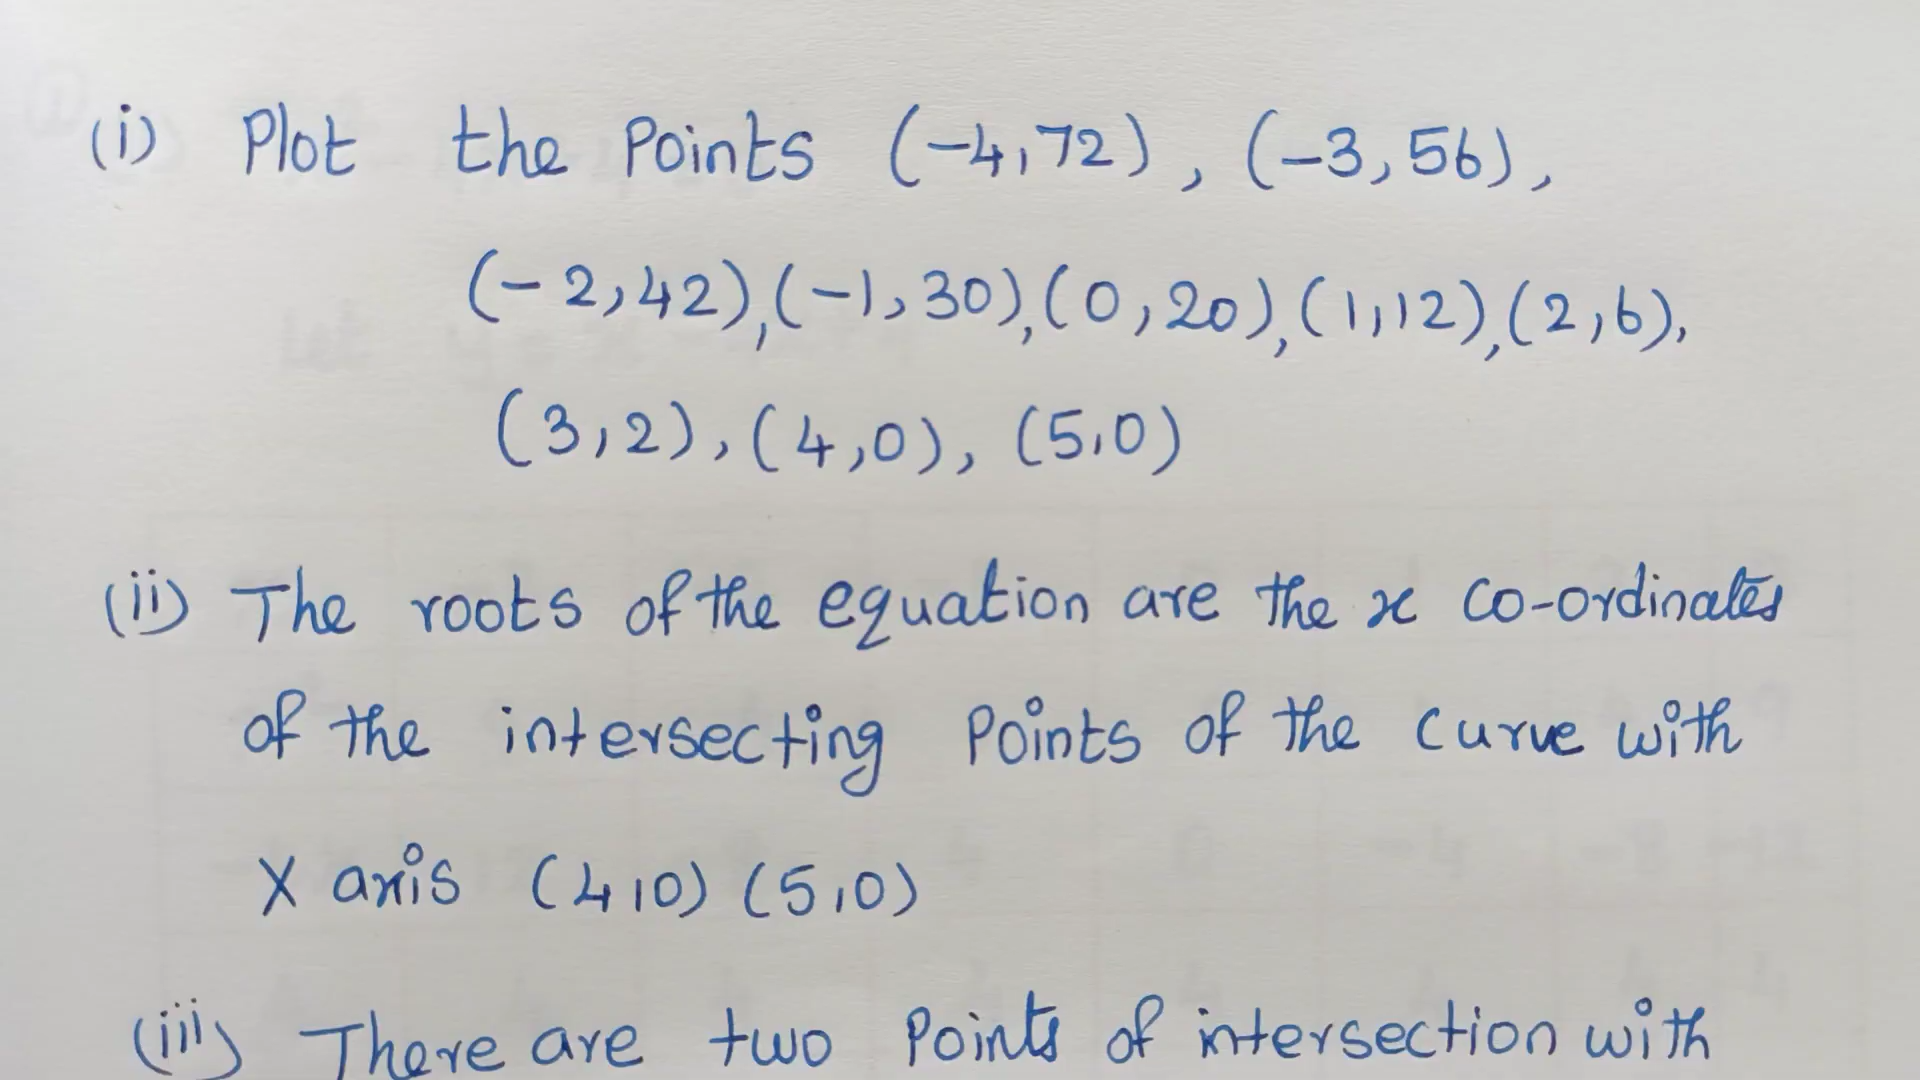 (i) Plot the Points (-4,72), (-3,56),
(-2,42),(-1,30),(0,20),(1,12),(2,6),
(3,2),(4,0),(5,0)
(ii) The roots of the equation are the x co-ordinates
of the intersecting Points of the curve with
X axis (4,0)(5,0)
(iii) There are two Points of intersection with